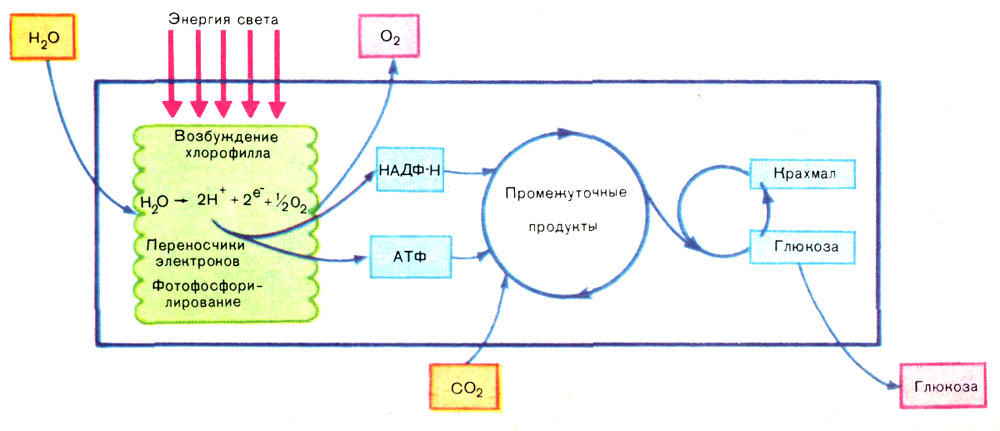 Энергия света
H₂O
O₂
Возбуждение
хлорофилла
H₂O → 2H⁺ + 2e⁻ + ½O₂
Переносчики
электронов
Фотофосфори-
лирование
НАДФ·Н
АТФ
Промежуточные
продукты
Крахмал
Глюкоза
CO₂
Глюкоза